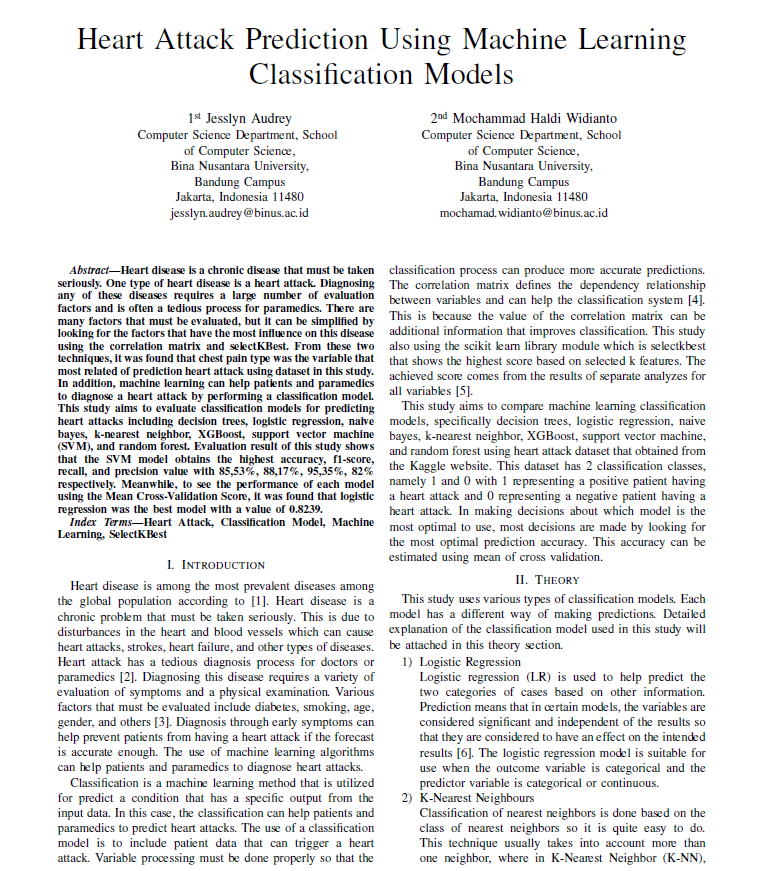 Heart Attack Prediction Using Machine Learning
Classification Models
1st Jesslyn Audrey
Computer Science Department, School
of Computer Science,
Bina Nusantara University,
Bandung Campus
Jakarta, Indonesia 11480
jesslyn.audrey@binus.ac.id
2nd Mochammad Haldi Widianto
Computer Science Department, School
of Computer Science,
Bina Nusantara University,
Bandung Campus
Jakarta, Indonesia 11480
mochamad.widianto@binus.ac.id
Abstract—Heart disease is a chronic disease that must be taken
seriously. One type of heart disease is a heart attack. Diagnosing
any of these diseases requires a large number of evaluation
factors and is often a tedious process for paramedics. There are
many factors that must be evaluated, but it can be simplified by
looking for the factors that have the most influence on this disease
using the correlation matrix and selectKBest. From these two
techniques, it was found that chest pain type was the variable that
most related of prediction heart attack using dataset in this study.
In addition, machine learning can help patients and paramedics
to diagnose a heart attack by performing a classification model.
This study aims to evaluate classification models for predicting
heart attacks including decision trees, logistic regression, naive
bayes, k-nearest neighbor, XGBoost, support vector machine
(SVM), and random forest. Evaluation result of this study shows
that the SVM model obtains the highest accuracy, f1-score,
recall, and precision value with 85,53%, 88,17%, 95,35%, 82%
respectively. Meanwhile, to see the performance of each model
using the Mean Cross-Validation Score, it was found that logistic
regression was the best model with a value of 0.8239.
Index Terms—Heart Attack, Classification Model, Machine
Learning, SelectKBest
I. Introduction
Heart disease is among the most prevalent diseases among
the global population according to [1]. Heart disease is a
chronic problem that must be taken seriously. This is due to
disturbances in the heart and blood vessels which can cause
heart attacks, strokes, heart failure, and other types of diseases.
Heart attack has a tedious diagnosis process for doctors or
paramedics [2]. Diagnosing this disease requires a variety of
evaluation of symptoms and a physical examination. Various
factors that must be evaluated include diabetes, smoking, age,
gender, and others [3]. Diagnosis through early symptoms can
help prevent patients from having a heart attack if the forecast
is accurate enough. The use of machine learning algorithms
can help patients and paramedics to diagnose heart attacks.
Classification is a machine learning method that is utilized
for predict a condition that has a specific output from the
input data. In this case, the classification can help patients and
paramedics to predict heart attacks. The use of a classification
model is to include patient data that can trigger a heart
attack. Variable processing must be done properly so that the
classification process can produce more accurate predictions.
The correlation matrix defines the dependency relationship
between variables and can help the classification system [4].
This is because the value of the correlation matrix can be
additional information that improves classification. This study
also using the scikit learn library module which is selectkbest
that shows the highest score based on selected k features. The
achieved score comes from the results of separate analyzes for
all variables [5].
This study aims to compare machine learning classification
models, specifically decision trees, logistic regression, naive
bayes, k-nearest neighbor, XGBoost, support vector machine,
and random forest using heart attack dataset that obtained from
the Kaggle website. This dataset has 2 classification classes,
namely 1 and 0 with 1 representing a positive patient having
a heart attack and 0 representing a negative patient having a
heart attack. In making decisions about which model is the
most optimal to use, most decisions are made by looking for
the most optimal prediction accuracy. This accuracy can be
estimated using mean of cross validation.
II. Theory
This study uses various types of classification models. Each
model has a different way of making predictions. Detailed
explanation of the classification model used in this study will
be attached in this theory section.
1) Logistic Regression
Logistic regression (LR) is used to help predict the
two categories of cases based on other information.
Prediction means that in certain models, the variables are
considered significant and independent of the results so
that they are considered to have an effect on the intended
results [6]. The logistic regression model is suitable for
use when the outcome variable is categorical and the
predictor variable is categorical or continuous.
2) K-Nearest Neighbours
Classification of nearest neighbors is done based on the
class of nearest neighbors so it is quite easy to do.
This technique usually takes into account more than
one neighbor, where in K-Nearest Neighbor (K-NN),